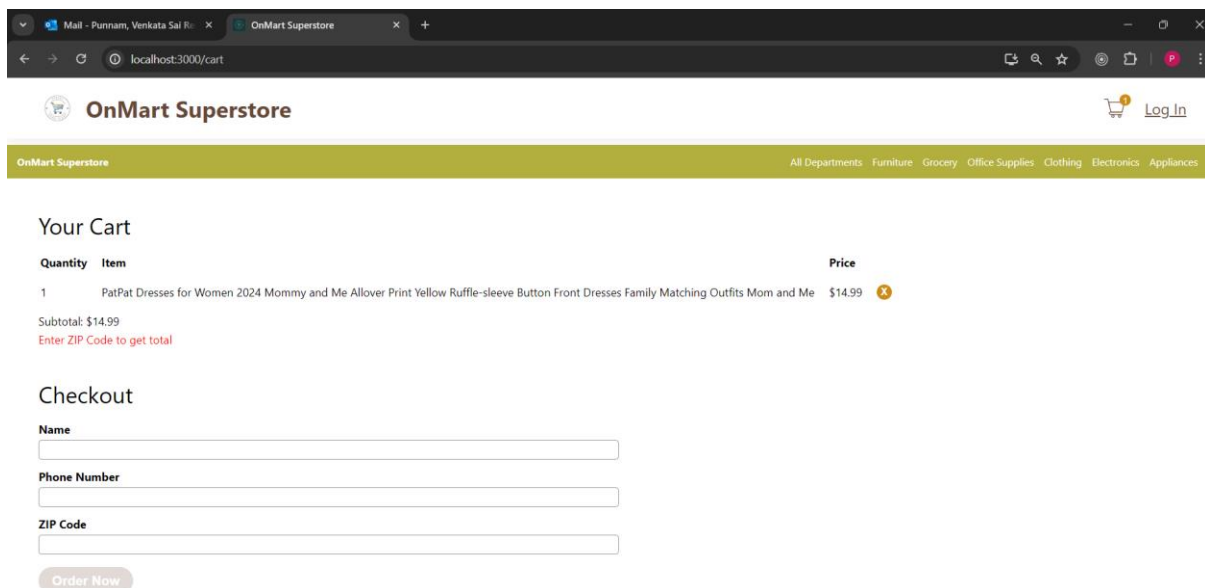 Mail - Punnam, Venkata Sai Re
OnMart Superstore
localhost:3000/cart
P
OnMart Superstore
1
Log In
OnMart Superstore
All Departments Furniture Grocery Office Supplies Clothing Electronics Appliances
Your Cart
Quantity Item Price
1 PatPat Dresses for Women 2024 Mommy and Me Allover Print Yellow Ruffle-sleeve Button Front Dresses Family Matching Outfits Mom and Me $14.99 X
Subtotal: $14.99
Enter ZIP Code to get total
Checkout
Name
Phone Number
ZIP Code
Order Now